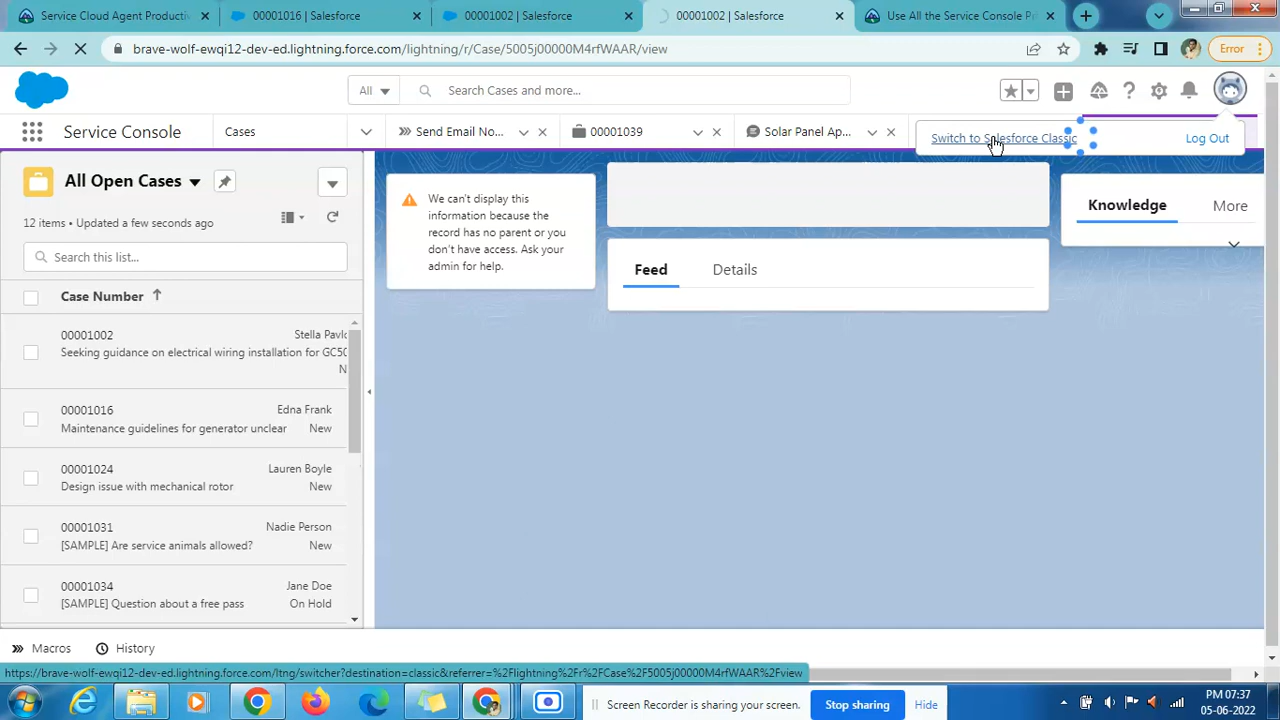 Service Cloud Agent Producti
00001016 | Salesforce
00001002 | Salesforce
00001002 | Salesforce
Use All the Service Console Pe
brave-wolf-ewqi12-dev-ed.lightning.force.com/lightning/r/Case/5005j00000M4rfWAAR/view
Error
All
Search Cases and more...
Service Console
Cases
Send Email No...
00001039
Solar Panel Ap...
Switch to Salesforce Classic
Log Out
All Open Cases
12 items • Updated a few seconds ago
Search this list...
Case Number
00001002
Stella Pavlo
Seeking guidance on electrical wiring installation for GC50
N
00001016
Edna Frank
Maintenance guidelines for generator unclear
New
00001024
Lauren Boyle
Design issue with mechanical rotor
New
00001031
Nadie Person
[SAMPLE] Are service animals allowed?
New
00001034
Jane Doe
[SAMPLE] Question about a free pass
On Hold
We can't display this
information because the
record has no parent or you
don't have access. Ask your
admin for help.
Feed
Details
Knowledge
More
Macros
History
https://brave-wolf-ewqi12-dev-ed.lightning.force.com/ltng/switcher?destination=classic&referrer=%2Flightning%2Fr%2FCase%2F5005j00000M4rfWAAR%2Fview
Screen Recorder is sharing your screen.
Stop sharing
Hide
PM 07:37
05-06-2022